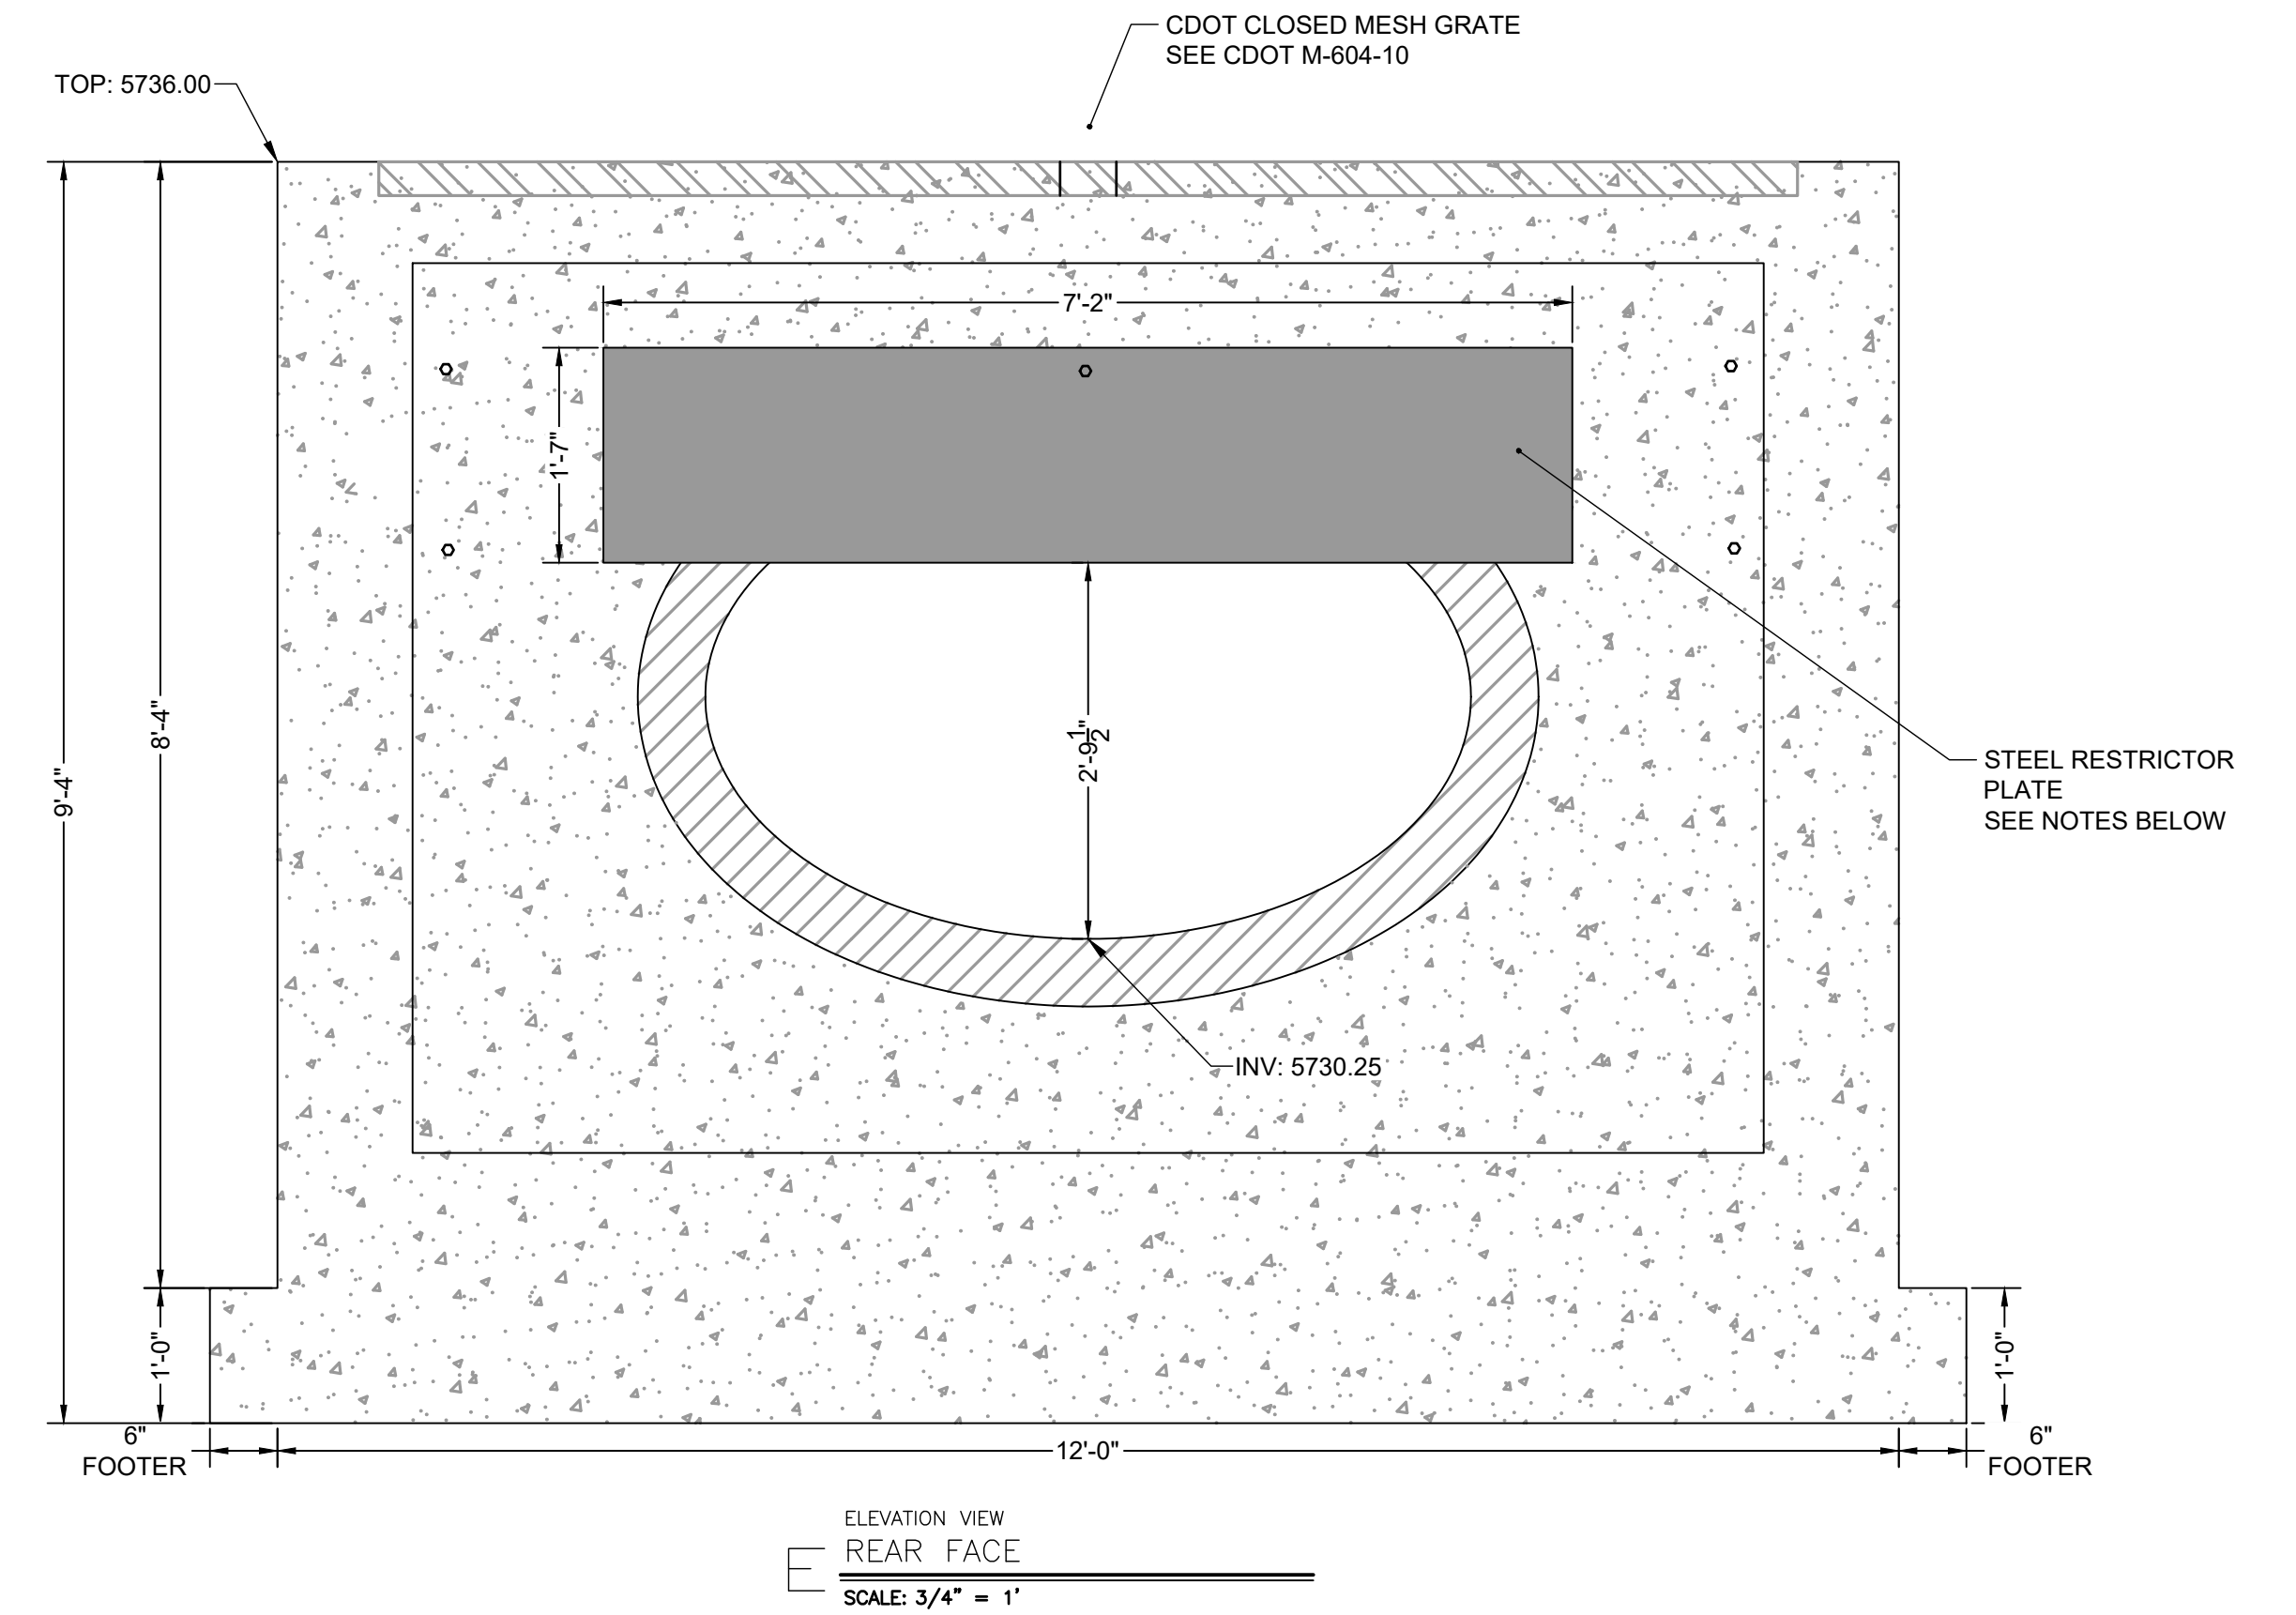 CDOT CLOSED MESH GRATE
SEE CDOT M-604-10
TOP: 5736.00
7'-2"
1'-7"
8'-4"
9'-4"
2'-9 1/2"
STEEL RESTRICTOR
PLATE
SEE NOTES BELOW
INV: 5730.25
1'-0"
1'-0"
6"
FOOTER
12'-0"
6"
FOOTER
ELEVATION VIEW
E
REAR FACE
SCALE: 3/4" = 1'